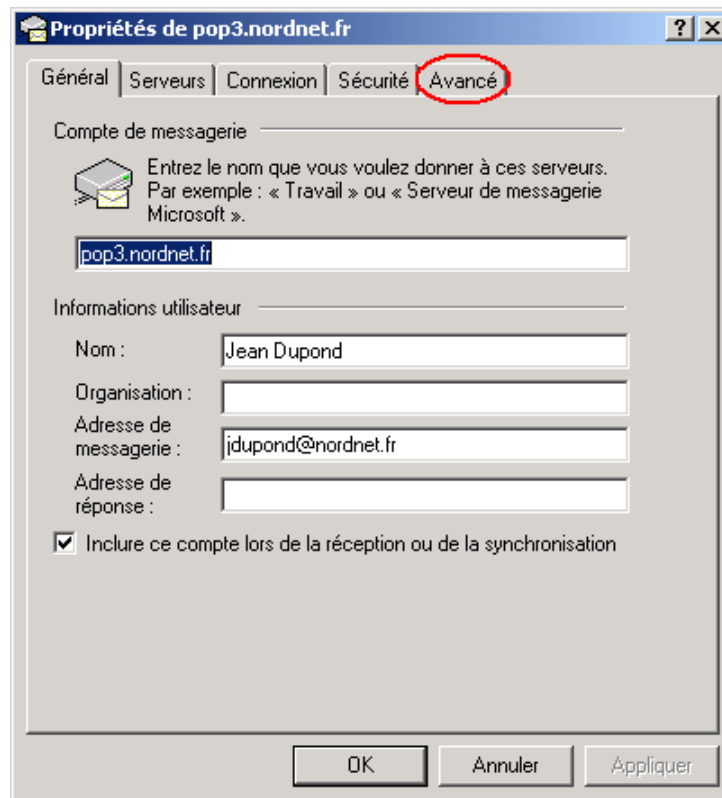 Propriétés de pop3.nordnet.fr
Général Serveurs Connexion Sécurité Avancé
Compte de messagerie
Entrez le nom que vous voulez donner à ces serveurs.
Par exemple : « Travail » ou « Serveur de messagerie
Microsoft ».
pop3.nordnet.fr
Informations utilisateur
Nom : Jean Dupond
Organisation :
Adresse de
messagerie : jdupond@nordnet.fr
Adresse de
réponse :
Inclure ce compte lors de la réception ou de la synchronisation
OK Annuler Appliquer